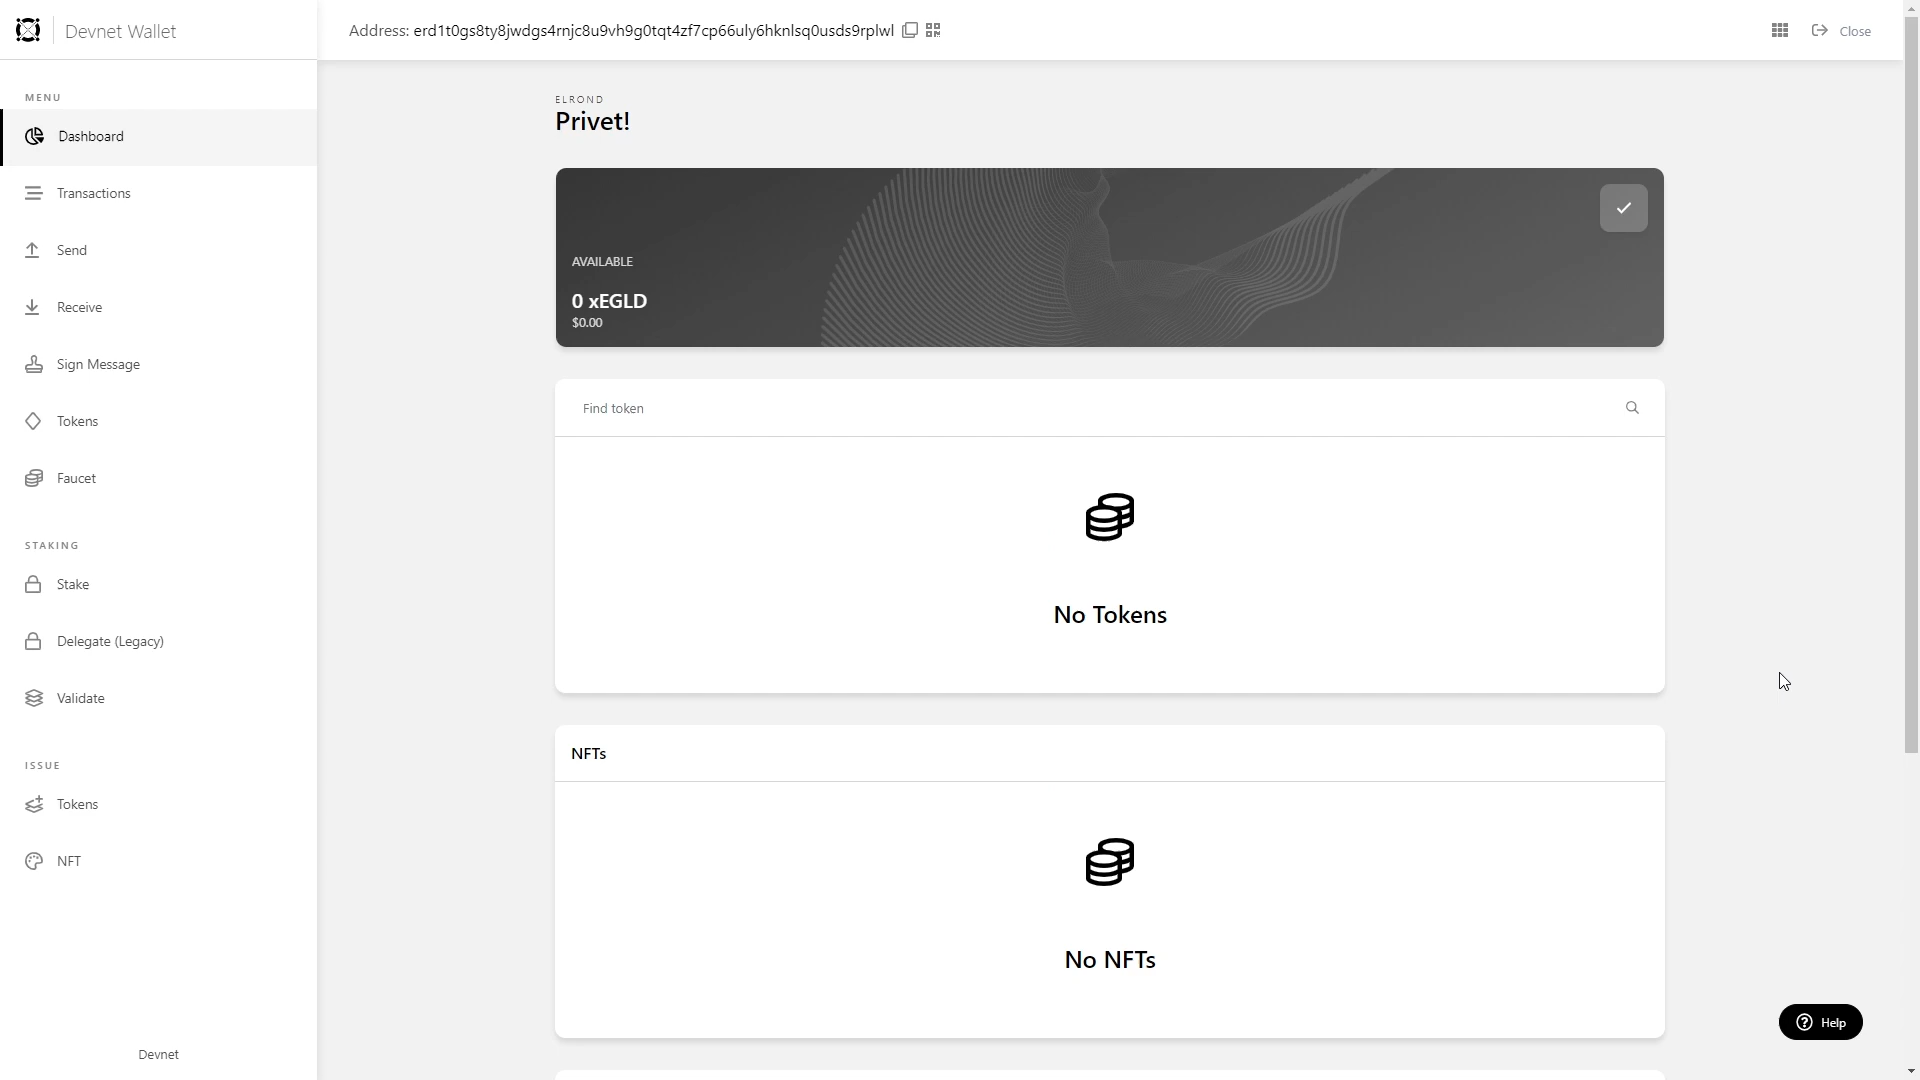 Devnet Wallet
Address: erd1t0gs8ty8jwdgs4rnjc8u9vh9g0tqt4zf7cp66uly6hknlsq0usds9rplwl
Close
MENU
Dashboard
Transactions
Send
Receive
Sign Message
Tokens
Faucet
STAKING
Stake
Delegate (Legacy)
Validate
ISSUE
Tokens
NFT
Devnet
ELROND
Privet!
AVAILABLE
0 xEGLD
$0.00
Find token
No Tokens
NFTs
No NFTs
Help